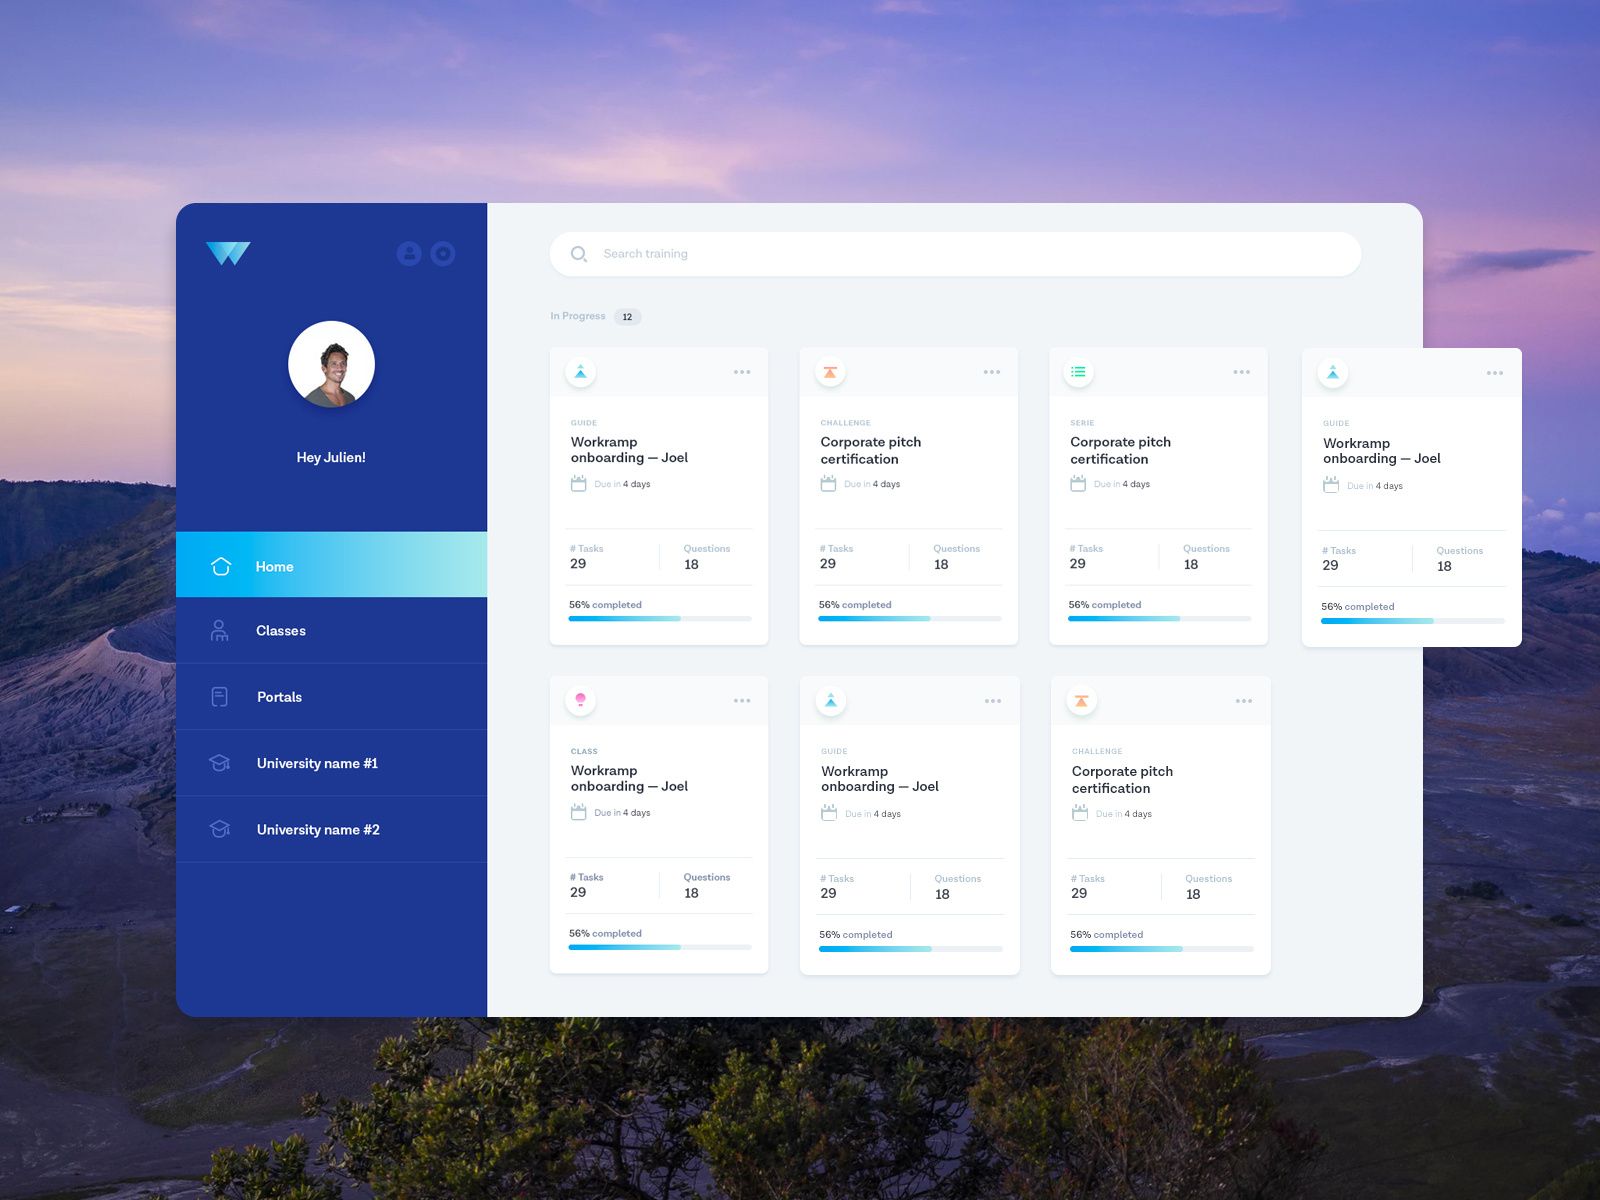 Search training
In Progress 12
Hey Julien!
Home
Classes
Portals
University name #1
University name #2
GUIDE
Workramp
onboarding — Joel
Due in 4 days
# Tasks Questions
29 18
56% completed
CHALLENGE
Corporate pitch
certification
Due in 4 days
# Tasks Questions
29 18
56% completed
SERIE
Corporate pitch
certification
Due in 4 days
# Tasks Questions
29 18
56% completed
GUIDE
Workramp
onboarding — Joel
Due in 4 days
# Tasks Questions
29 18
56% completed
CLASS
Workramp
onboarding — Joel
Due in 4 days
# Tasks Questions
29 18
56% completed
GUIDE
Workramp
onboarding — Joel
Due in 4 days
# Tasks Questions
29 18
56% completed
CHALLENGE
Corporate pitch
certification
Due in 4 days
# Tasks Questions
29 18
56% completed